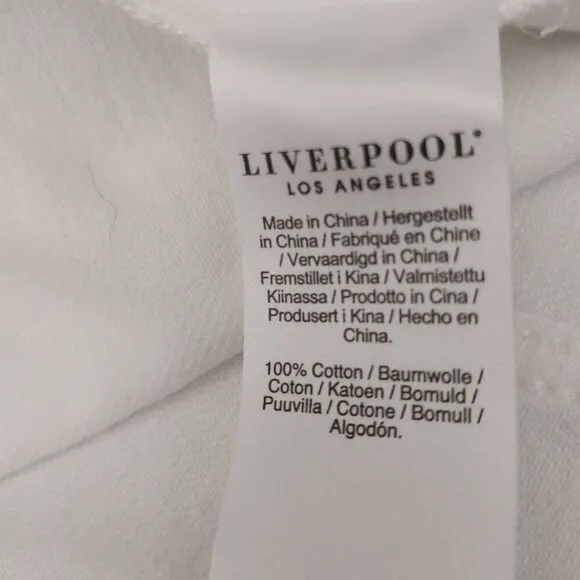 LIVERPOOL®
LOS ANGELES
Made in China / Hergestellt
in China / Fabriqué en Chine
/ Vervaardigd in China /
Fremstillet i Kina / Valmistettu
Kiinassa / Prodotto in Cina /
Produsert i Kina / Hecho en
China.
100% Cotton / Baumwolle /
Coton / Katoen / Bomuld /
Puuvilla / Cotone / Bomull /
Algodón.